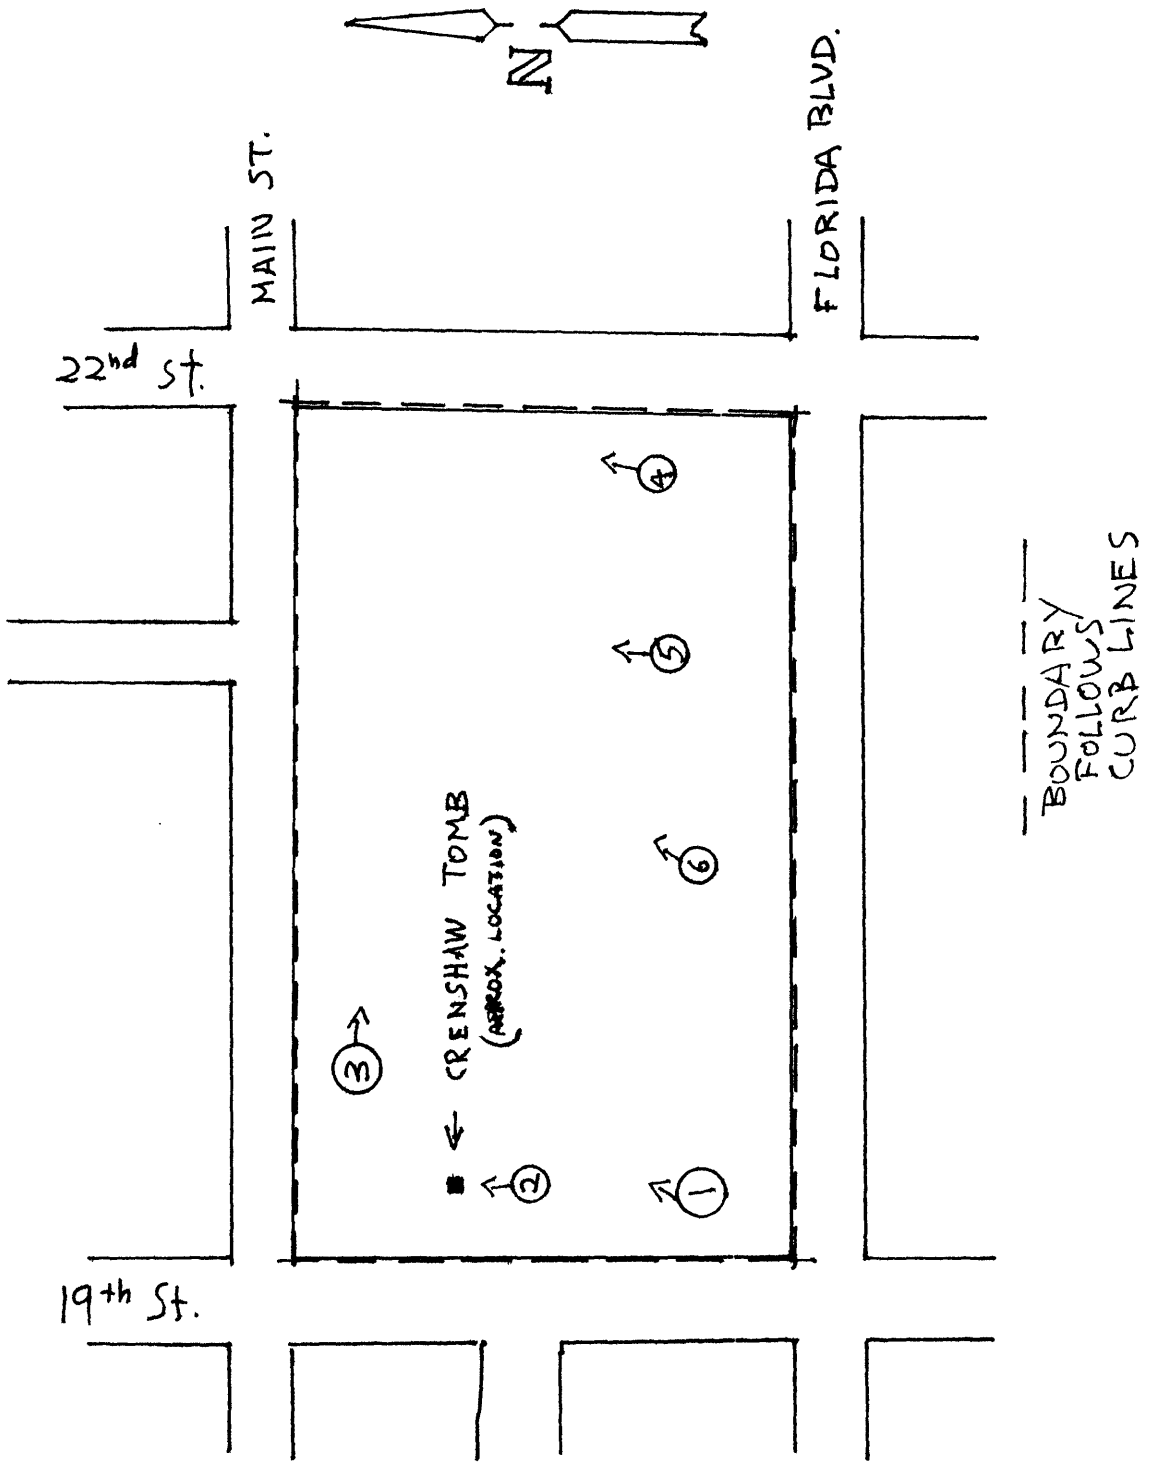 N
MAIN ST.
FLORIDA BLVD.
22nd St.
4
5
6
3
CRENSHAW TOMB
(APPROX. LOCATION)
2
1
19th St.
BOUNDARY
FOLLOWS
CURB LINES